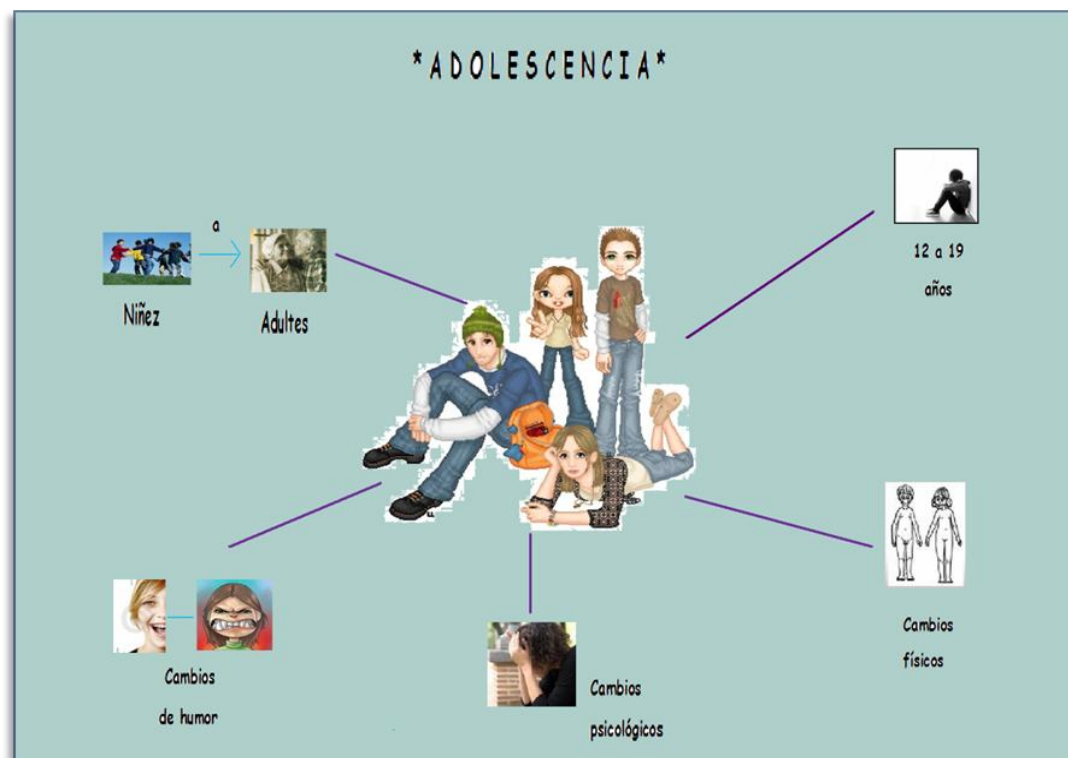 *ADOLESCENCIA*
a
Niñez
Adultes
12 a 19
años
Cambios
de humor
Cambios
psicológicos
Cambios
físicos